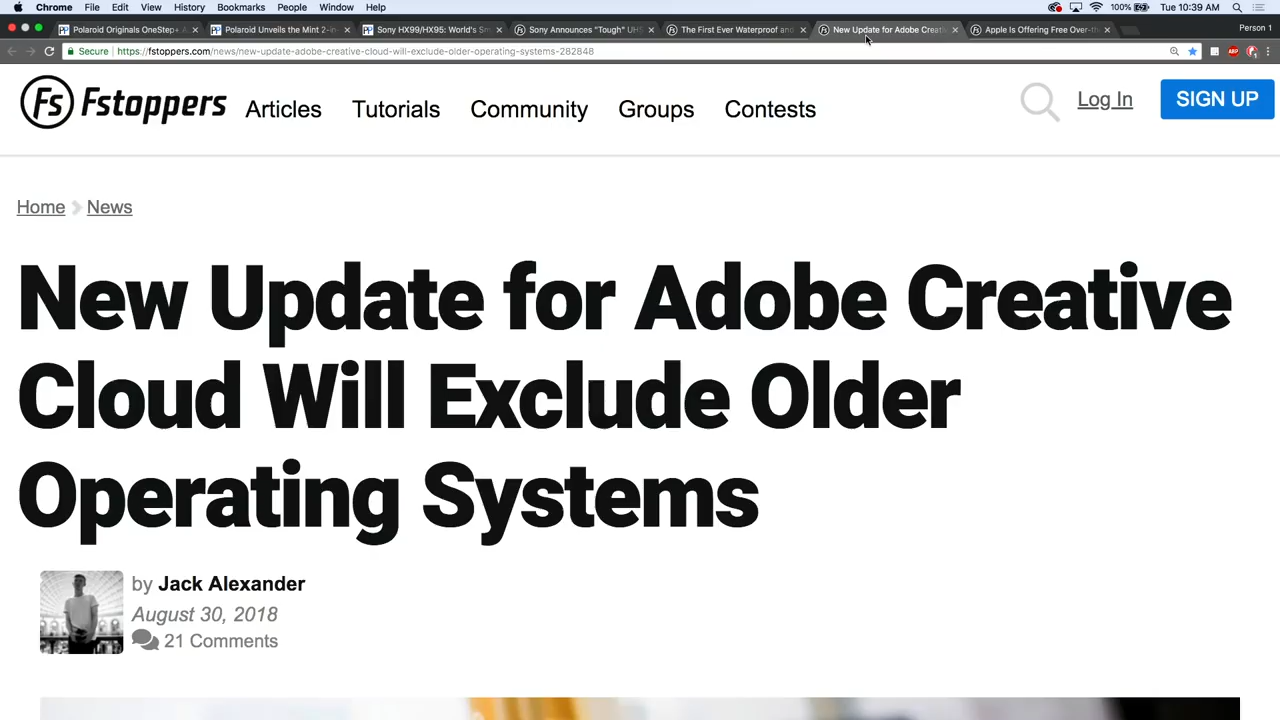 Chrome File Edit View History Bookmarks People Window Help 100% Tue 10:39 AM
Polaroid Originals OneStep+ Polaroid Unveils the Mint 2-in Sony HX99/HX95: World's Sm Sony Announces "Tough" UHS The First Ever Waterproof and New Update for Adobe Creati Apple Is Offering Free Over-th Person 1
Secure https://fstoppers.com/news/new-update-adobe-creative-cloud-will-exclude-older-operating-systems-282848 ABP
Fs Fstoppers Articles Tutorials Community Groups Contests Log In SIGN UP
Home News
New Update for Adobe Creative
Cloud Will Exclude Older
Operating Systems
by Jack Alexander
August 30, 2018
21 Comments